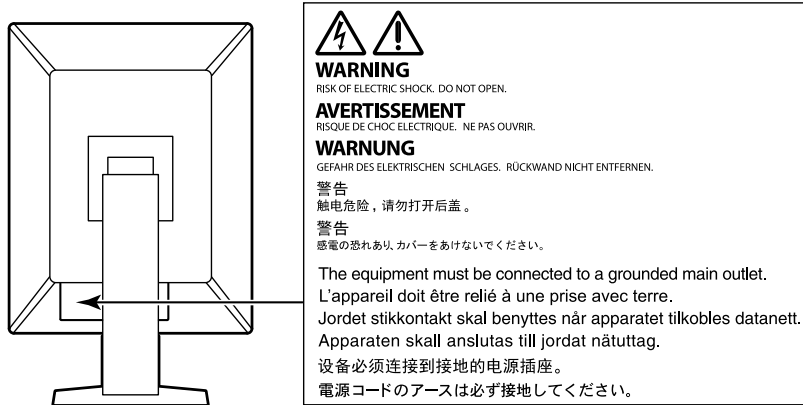 WARNING
RISK OF ELECTRIC SHOCK. DO NOT OPEN.
AVERTISSEMENT
RISQUE DE CHOC ELECTRIQUE. NE PAS OUVRIR.
WARNUNG
GEFAHR DES ELEKTRISCHEN SCHLAGES. RÜCKWAND NICHT ENTFERNEN.
警告
触电危险，请勿打开后盖。
警告
感電の恐れあり、カバーをあけないでください。
The equipment must be connected to a grounded main outlet.
L'appareil doit être relié à une prise avec terre.
Jordet stikkontakt skal benyttes når apparatet tilkobles datanett.
Apparaten skall anslutas till jordat nätuttag.
设备必须连接到接地的电源插座。
電源コードのアースは必ず接地してください。